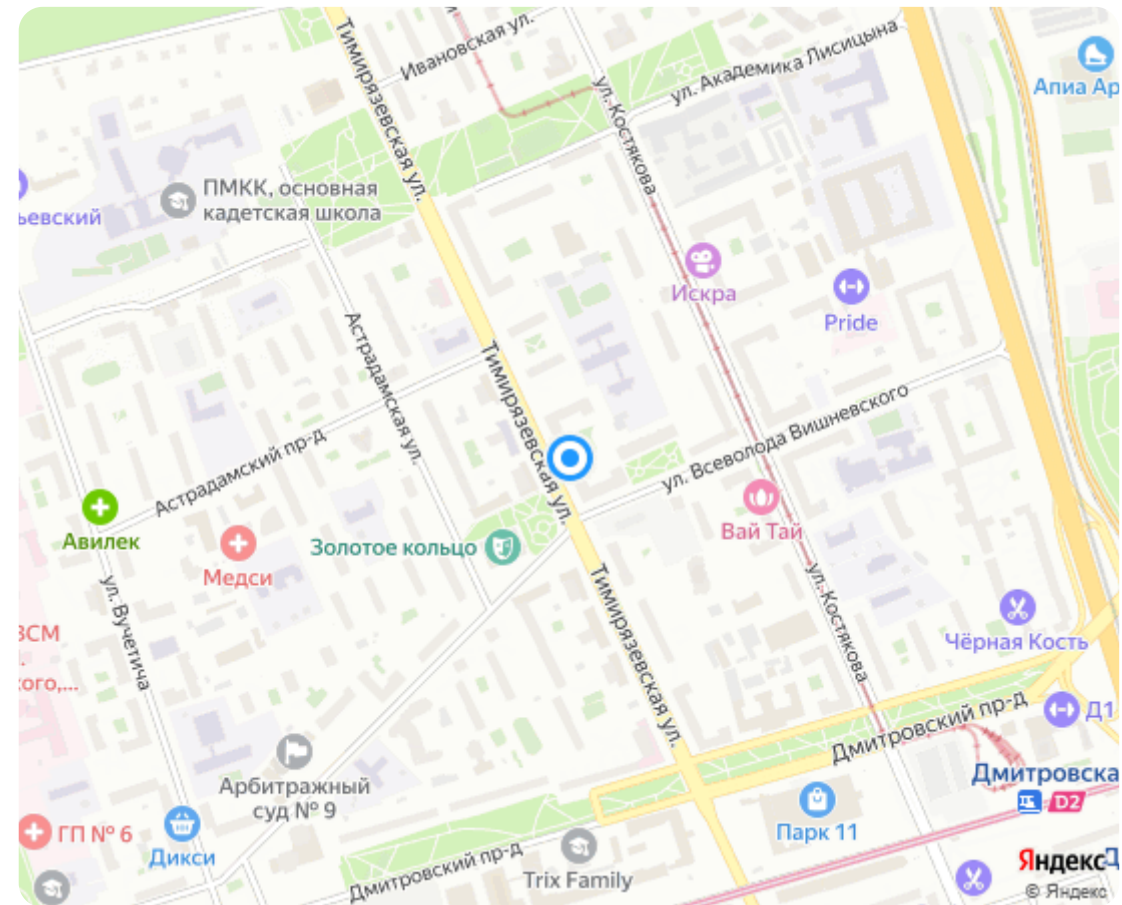 Тимирязевская ул.
Ивановская ул.
ул. Академика Лисицына
Апиа Ар
ул. Костякова
ПМКК, основная
кадетская школа
ьевский
Искра
Pride
Астрадамская ул.
Тимирязевская ул.
ул. Всеволода Вишневского
Астрадамский пр-д
Авилек
Медси
Золотое кольцо
Вай Тай
ул. Вучетича
Тимирязевская ул.
ул. Костякова
Чёрная Кость
ВСМ
ого,...
Д1
Дмитровский пр-д
Арбитражный
суд № 9
Дмитровска
D2
Парк 11
ГП № 6
Дикси
Дмитровский пр-д
Trix Family
Яндекс
© Яндекс